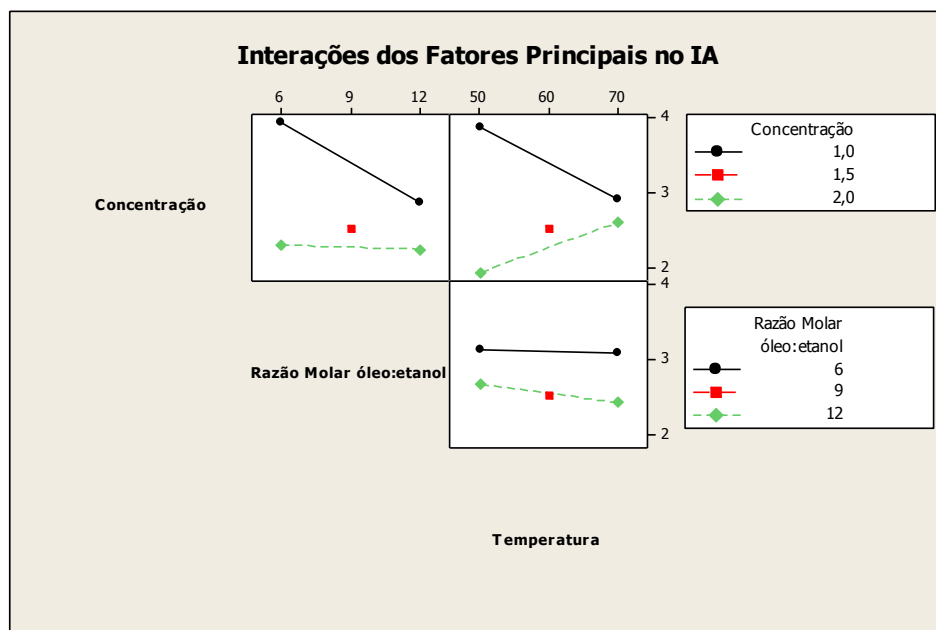 Interações dos Fatores Principais no IA
6 9 12 50 60 70
4
3
2
Concentração
Concentração
1,0
1,5
2,0
4
3
2
Razão Molar óleo:etanol
Razão Molar
óleo:etanol
6
9
12
Temperatura